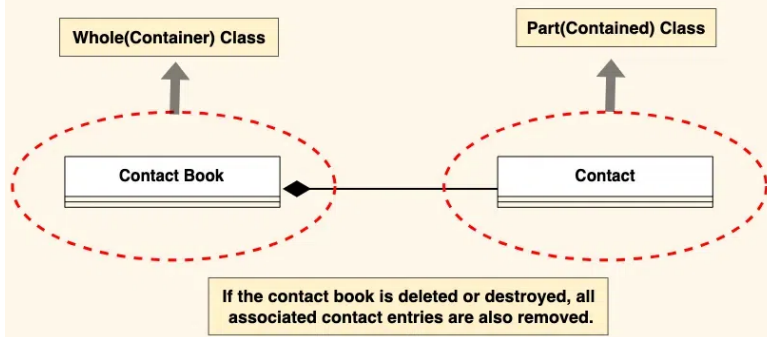 Whole(Container) Class
Part(Contained) Class
Contact Book
Contact
If the contact book is deleted or destroyed, all
associated contact entries are also removed.